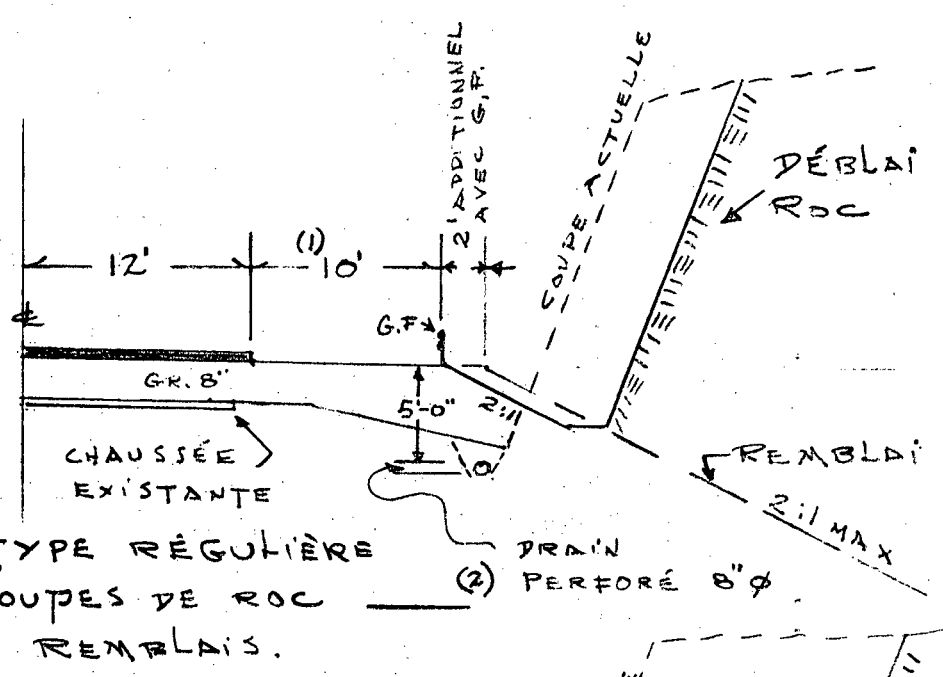 2' ADDITIONNEL
AVEC G.F.
COUPE ACTUELLE
DÉBLAI
ROC
12'
(1)
10'
G.F.
GR. 8"
5'-0"
2:1
CHAUSSÉE
EXISTANTE
REMBLAI
2:1 MAX
DRAIN
(2) PERFORÉ 8"ø
TYPE RÉGULIÈRE
OUPES DE ROC
REMBLAIS.